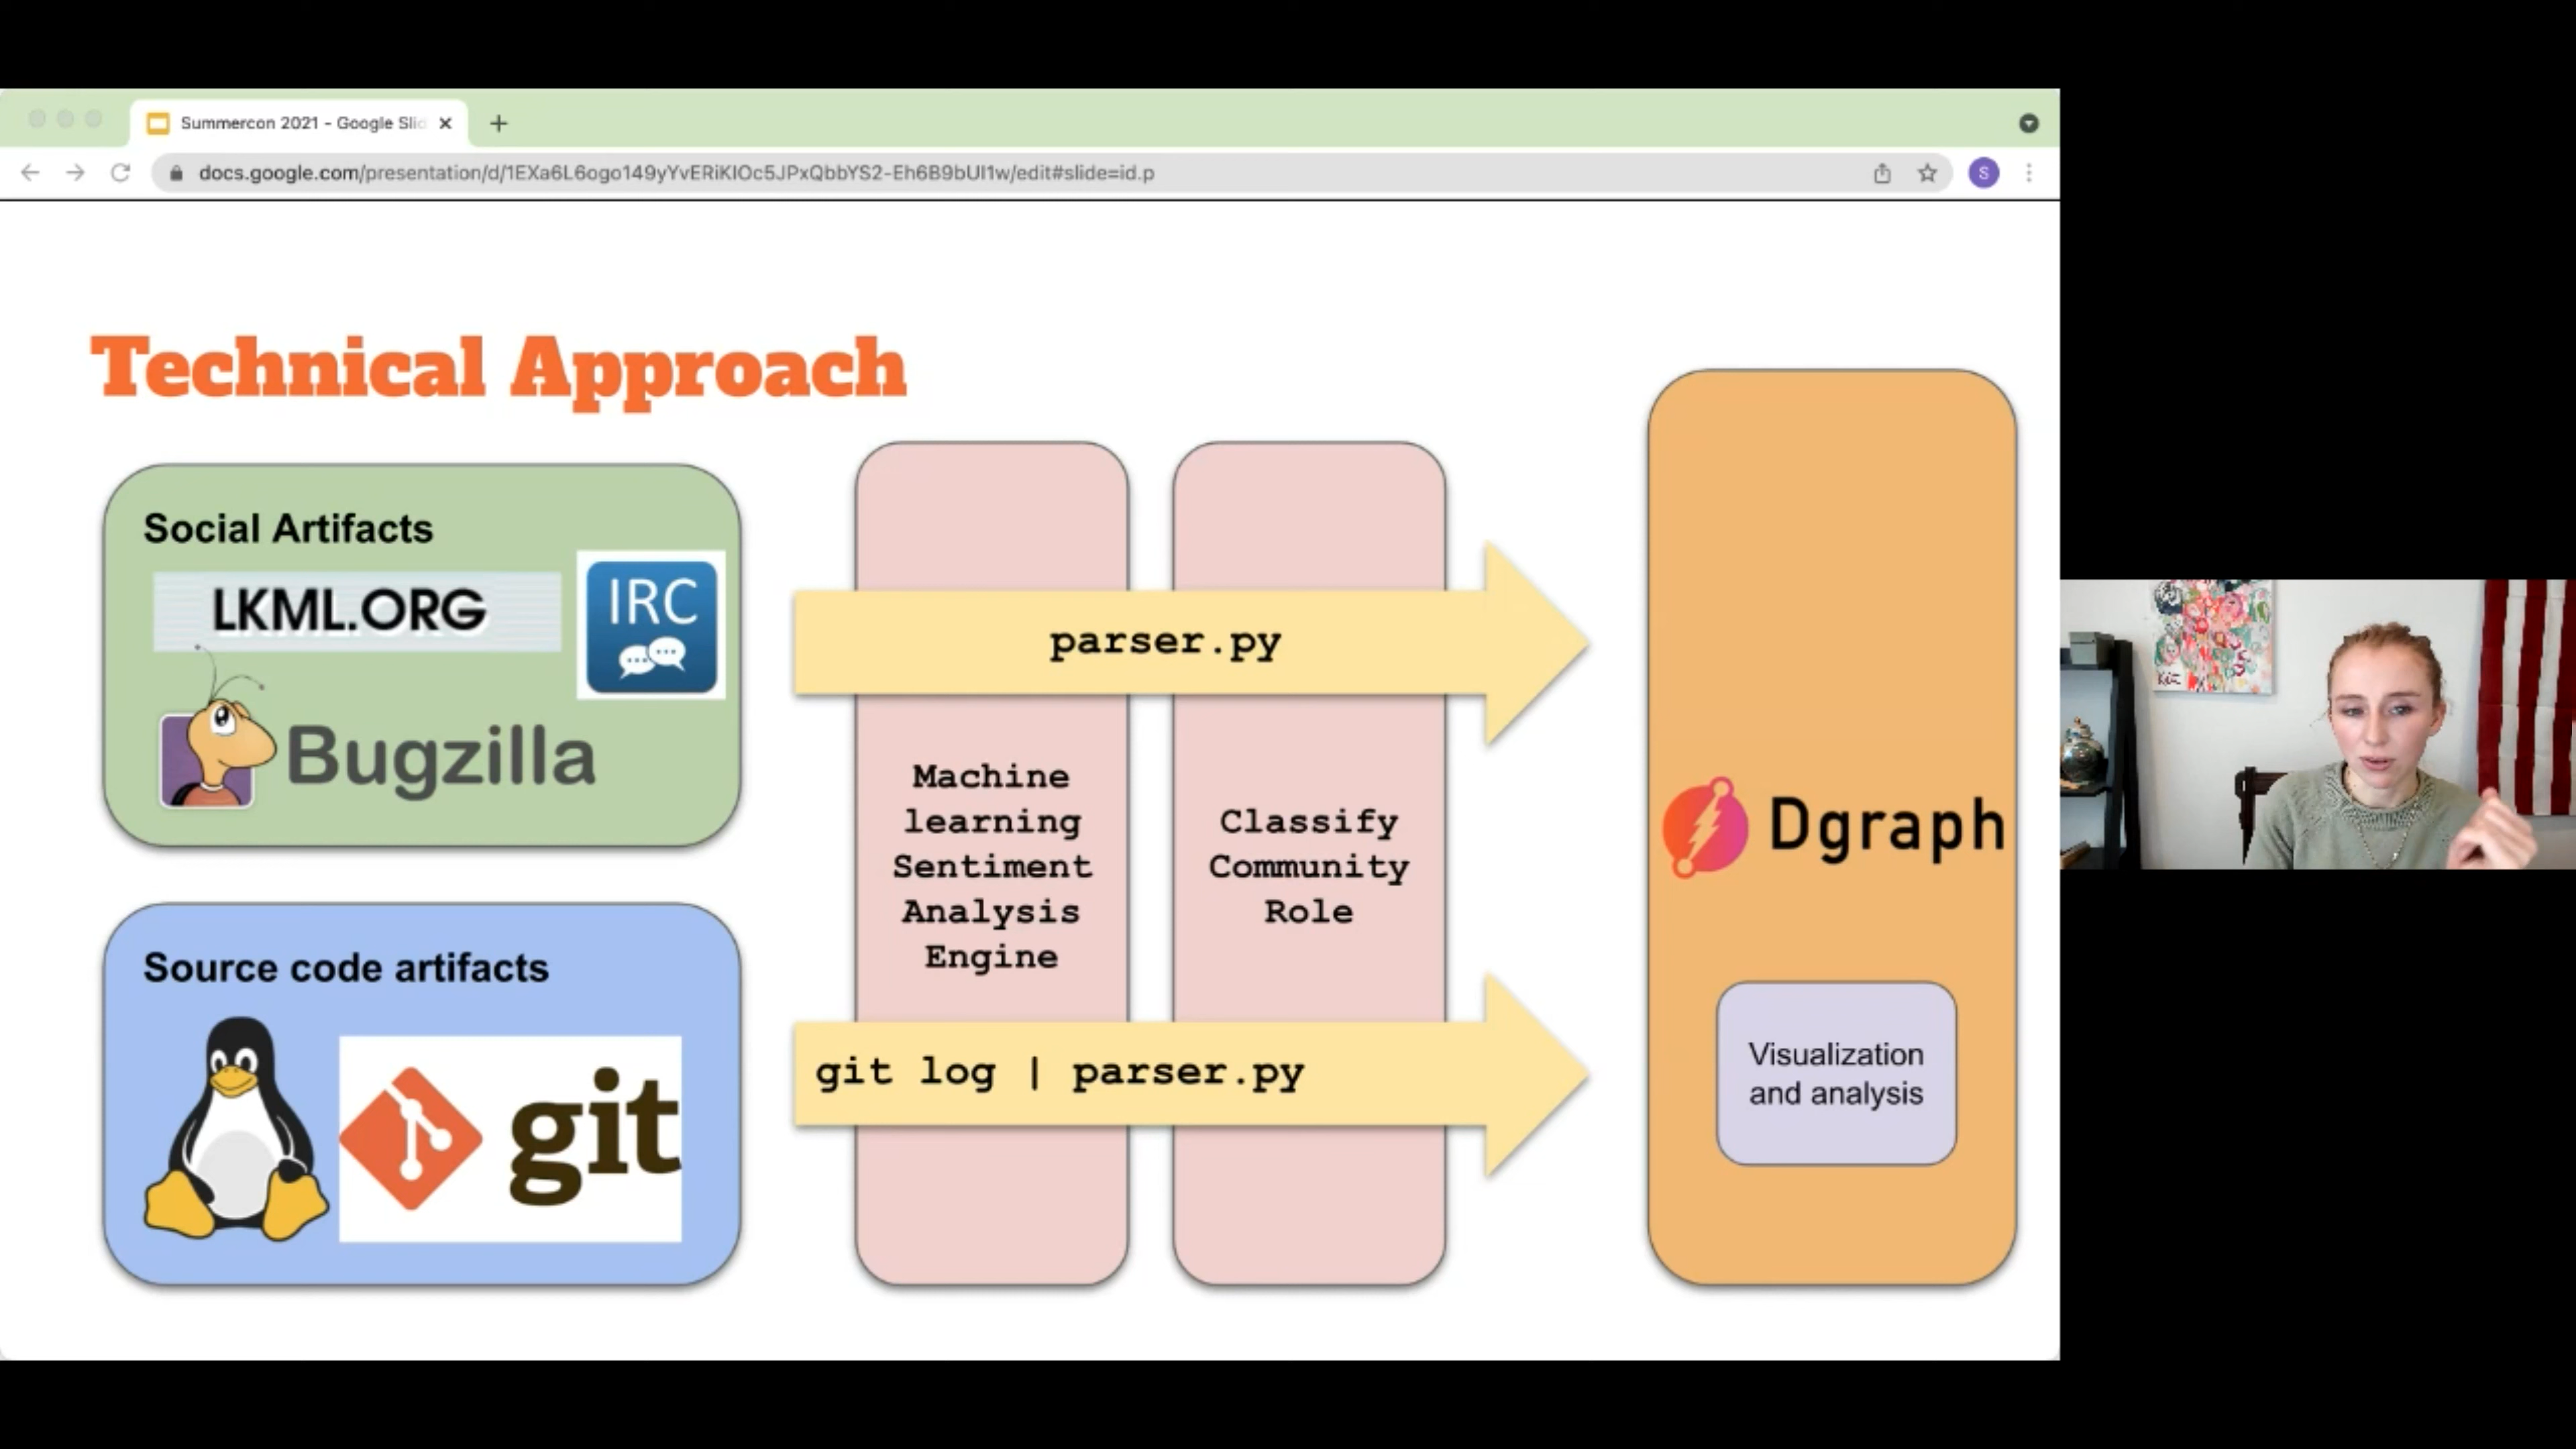 Summercon 2021 - Google Slid
docs.google.com/presentation/d/1EXa6L6ogo149yYvERiKIOc5JPxQbbYS2-Eh6B9bUI1w/edit#slide=id.p
S
Technical Approach
Social Artifacts
LKML.ORG
IRC
Bugzilla
Source code artifacts
git
parser.py
Machine
learning
Sentiment
Analysis
Engine
Classify
Community
Role
git log | parser.py
Dgraph
Visualization
and analysis